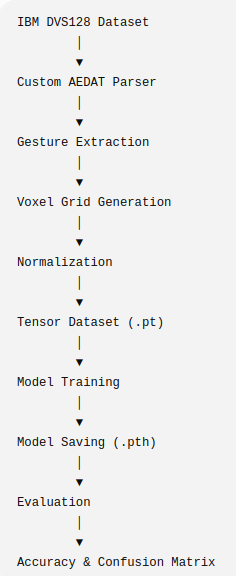 IBM DVS128 Dataset
│
▼
Custom AEDAT Parser
│
▼
Gesture Extraction
│
▼
Voxel Grid Generation
│
▼
Normalization
│
▼
Tensor Dataset (.pt)
│
▼
Model Training
│
▼
Model Saving (.pth)
│
▼
Evaluation
│
▼
Accuracy & Confusion Matrix